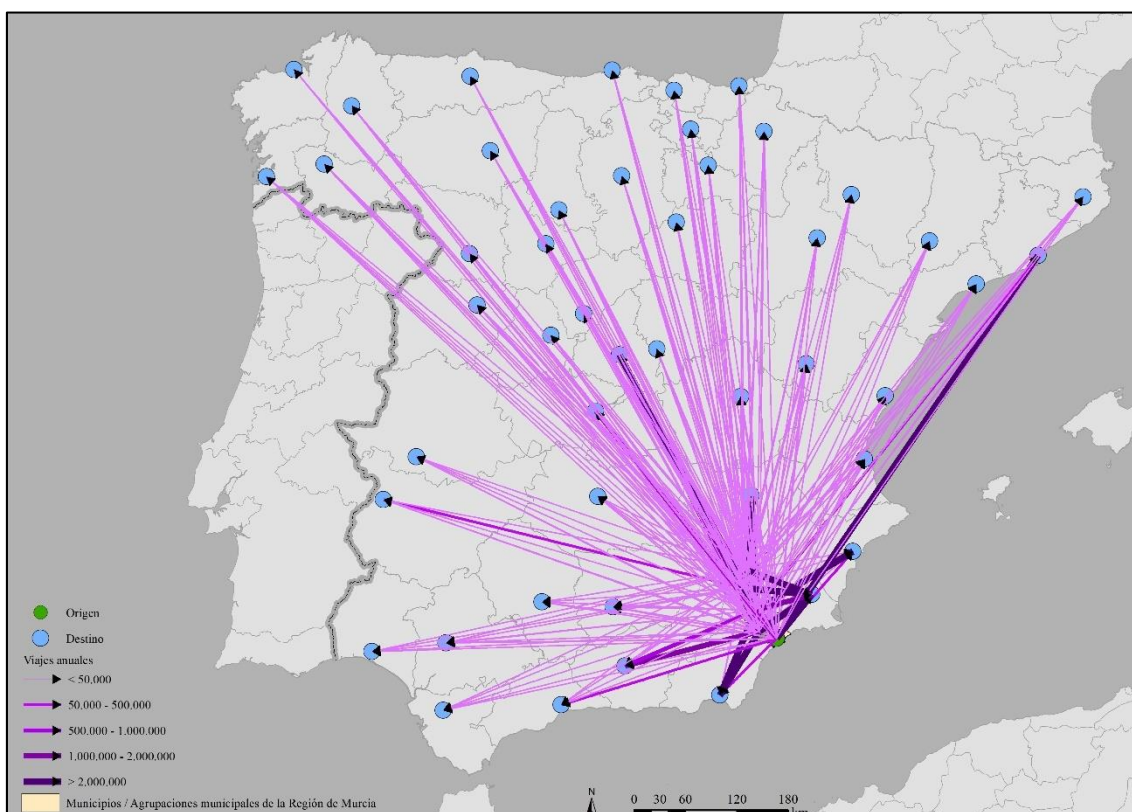 Origen
Destino
Viajes anuales
< 50,000
50.000 - 500.000
500.000 - 1.000.000
1,000,000 - 2,000,000
> 2,000,000
Municipios / Agrupaciones municipales de la Región de Murcia
N
0 30 60 120 180
km